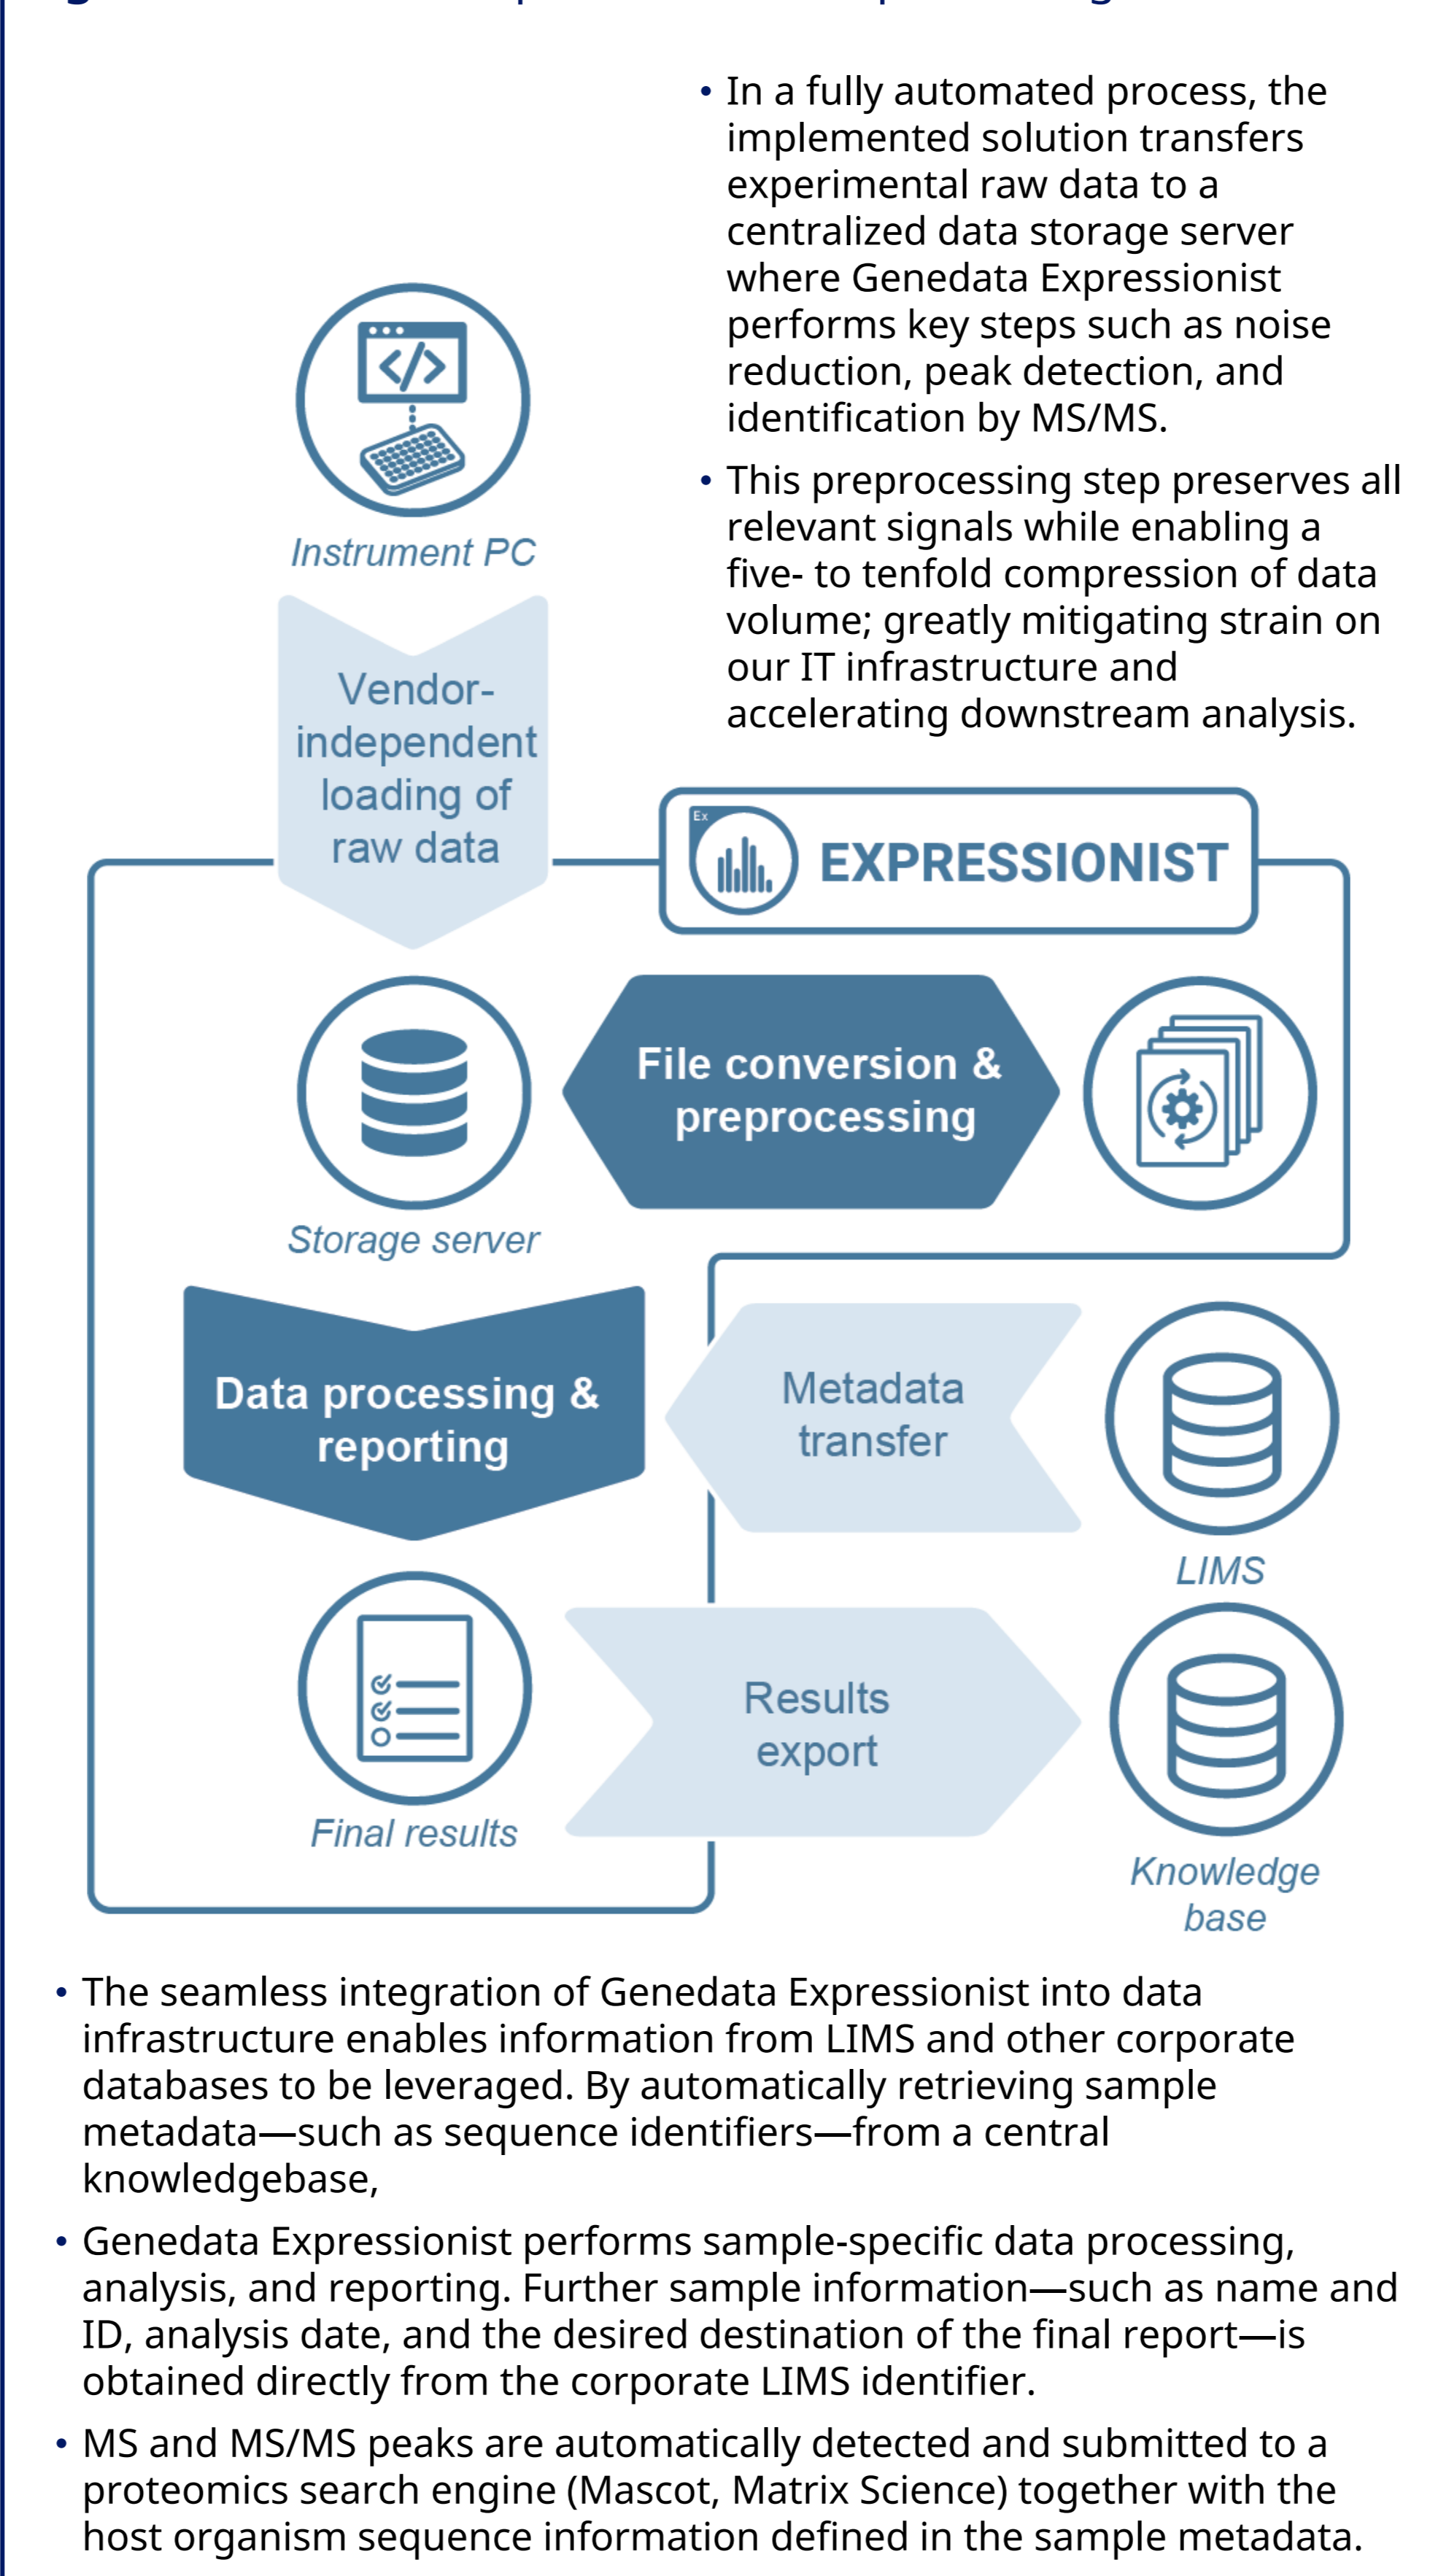 • In a fully automated process, the
implemented solution transfers
experimental raw data to a
centralized data storage server
where Genedata Expressionist
performs key steps such as noise
reduction, peak detection, and
identification by MS/MS.
• This preprocessing step preserves all
relevant signals while enabling a
five- to tenfold compression of data
volume; greatly mitigating strain on
our IT infrastructure and
accelerating downstream analysis.
Instrument PC
Vendor-
independent
loading of
raw data
Ex
EXPRESSIONIST
File conversion &
preprocessing
Storage server
Data processing &
reporting
Metadata
transfer
LIMS
Final results
Results
export
Knowledge
base
• The seamless integration of Genedata Expressionist into data
infrastructure enables information from LIMS and other corporate
databases to be leveraged. By automatically retrieving sample
metadata—such as sequence identifiers—from a central
knowledgebase,
• Genedata Expressionist performs sample-specific data processing,
analysis, and reporting. Further sample information—such as name and
ID, analysis date, and the desired destination of the final report—is
obtained directly from the corporate LIMS identifier.
• MS and MS/MS peaks are automatically detected and submitted to a
proteomics search engine (Mascot, Matrix Science) together with the
host organism sequence information defined in the sample metadata.